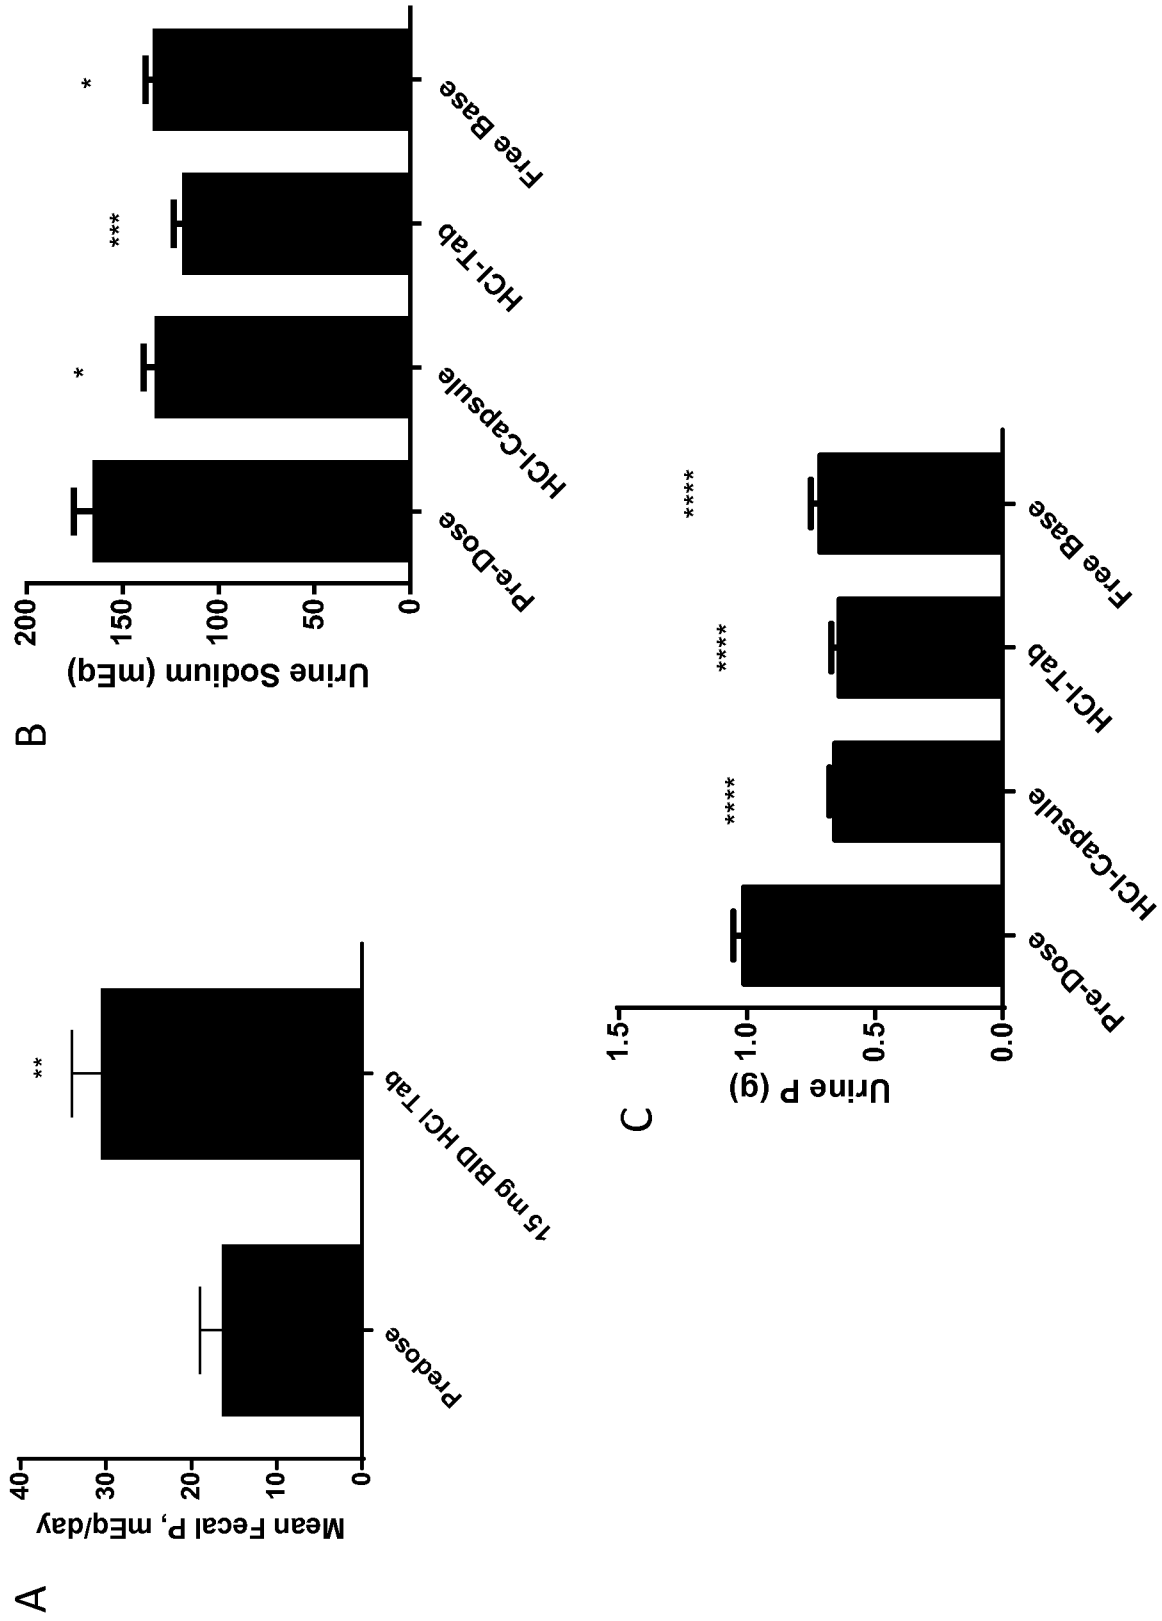 A
Mean Fecal P, mEq/day
40
30
20
10
0
**
Predose
15 mg BID HCl Tab
B
Urine Sodium (mEq)
200
150
100
50
0
*
***
*
Pre-Dose
HCl-Capsule
HCl-Tab
Free Base
C
Urine P (g)
1.5
1.0
0.5
0.0
****
****
****
Pre-Dose
HCl-Capsule
HCl-Tab
Free Base